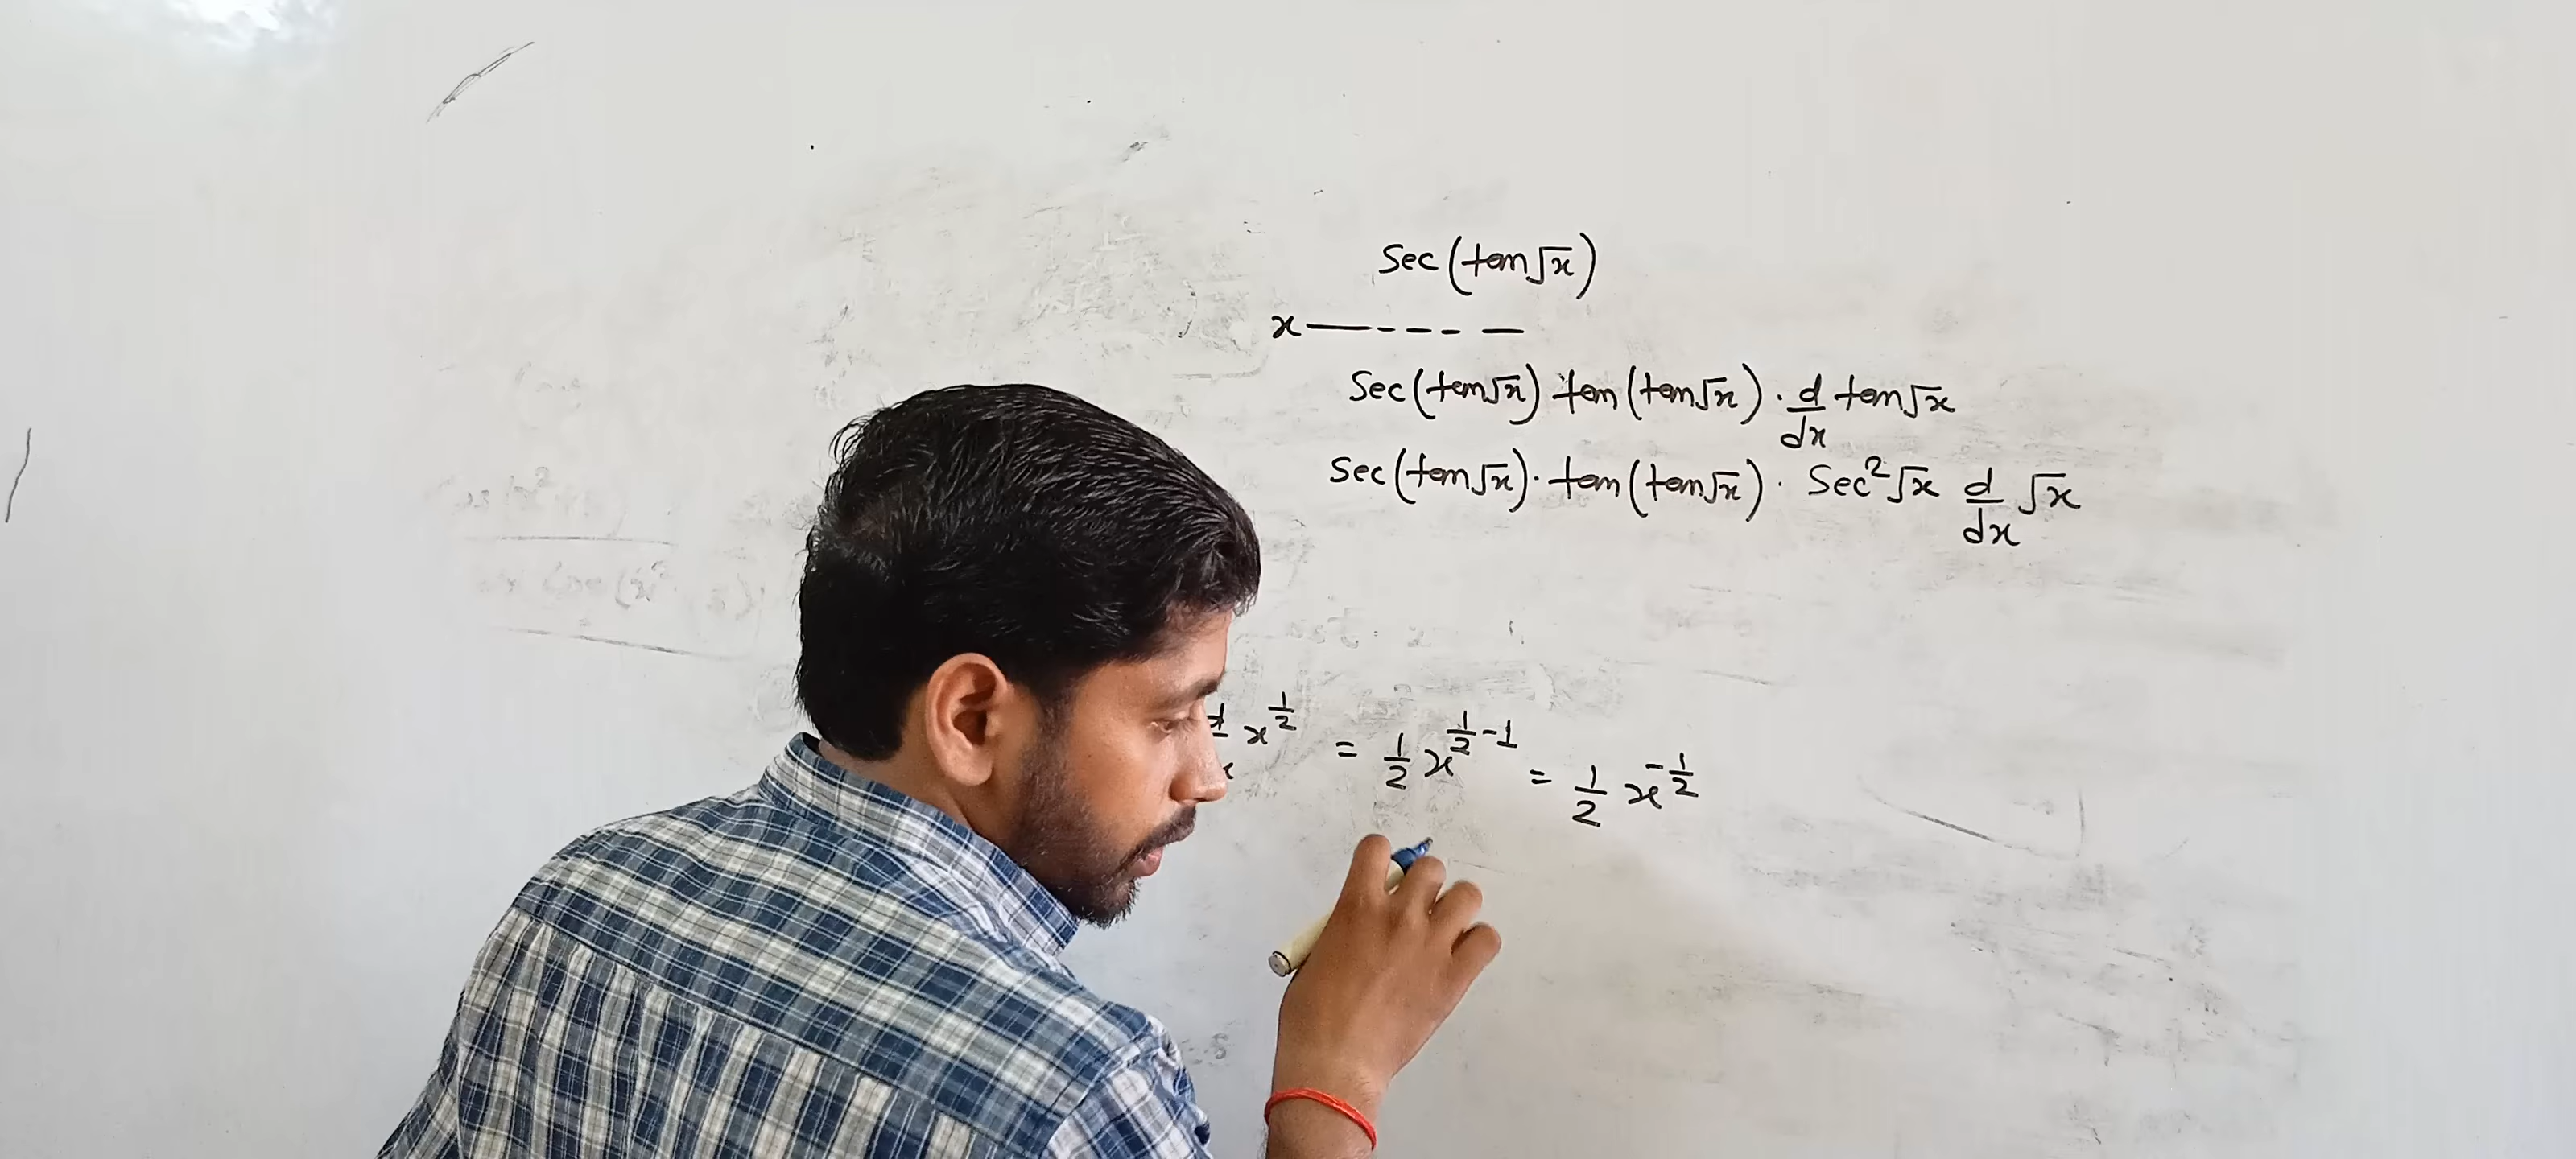 Sec (tan √x)
x
Sec (tan √x) tan (tan √x) · d/dx tan √x
Sec (tan √x) · tan (tan √x) · Sec² √x d/dx √x
x^(1/2) = 1/2 x^(1/2 - 1) = 1/2 x^(-1/2)